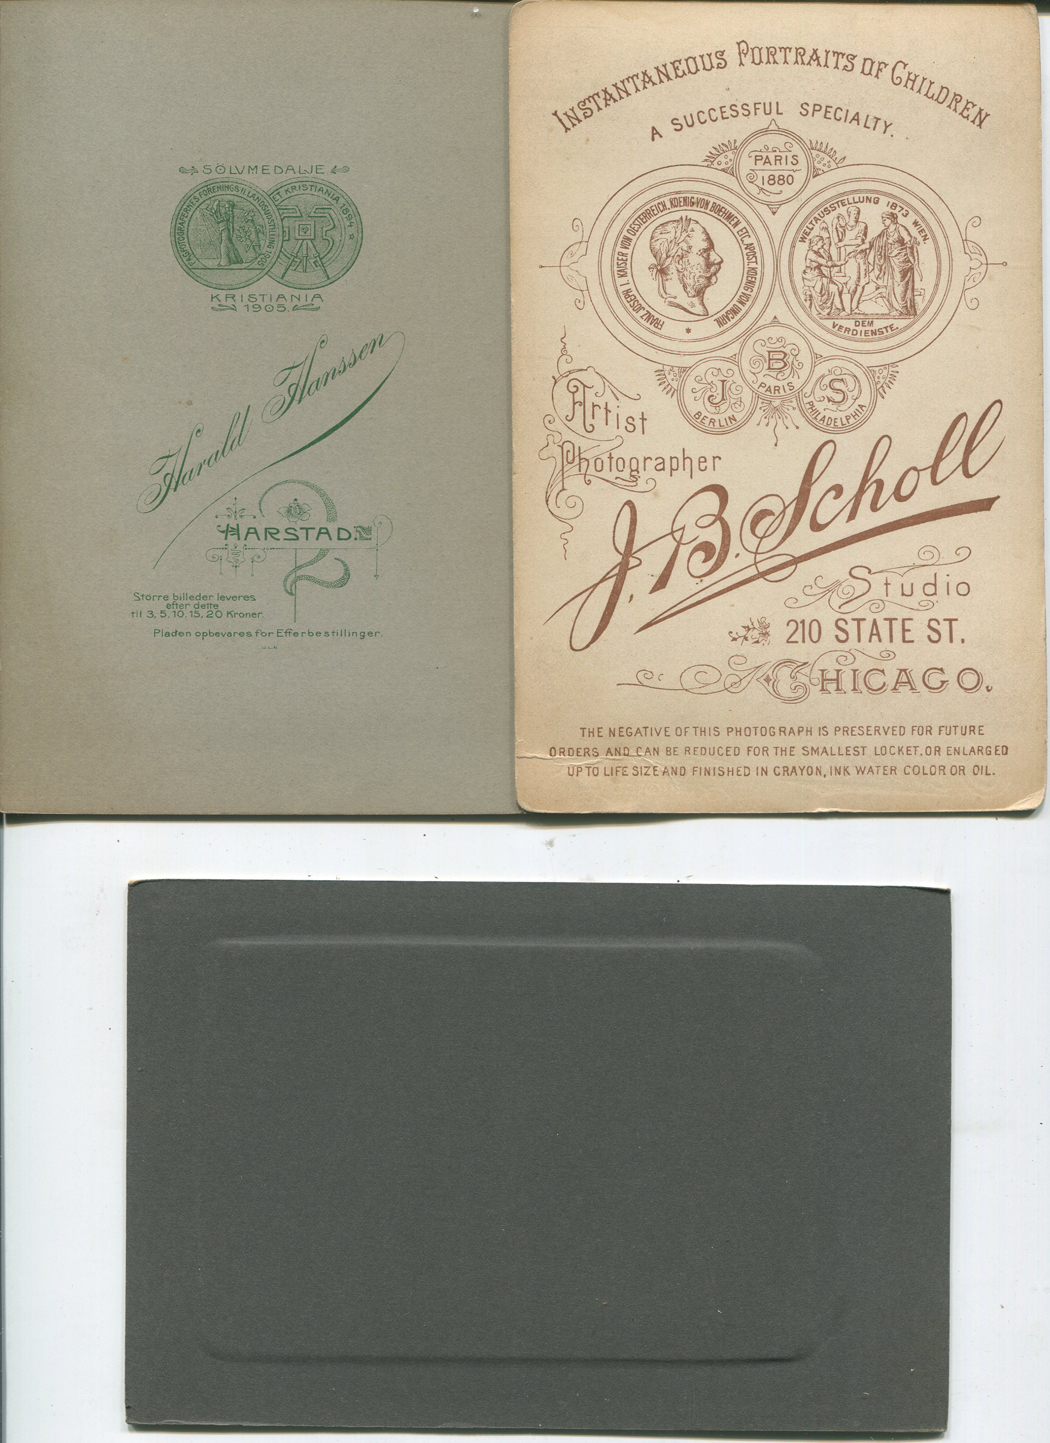 SÖLVMEDALJE
KRISTIANIA 1894
KRISTIANIA
1905.
Harald Hanssen
HARSTAD.
Större billeder leveres
efter dette
til 3, 5, 10, 15, 20 Kroner.
Pladen opbevares for Efterbestillinger.
INSTANTANEOUS PORTRAITS OF CHILDREN
A SUCCESSFUL SPECIALTY.
PARIS
1880
FRANZ JOSEPH I. KAISER VON OESTERREICH, KOENIG VON BOEHMEN ETC. APOST. KOENIG VON UNGARN.
WELTAUSSTELLUNG 1873 WIEN.
DEM
VERDIENSTE.
J
BERLIN
B
PARIS
S
PHILADELPHIA
Artist
Photographer
J. B. Scholl
Studio
210 STATE ST.
CHICAGO.
THE NEGATIVE OF THIS PHOTOGRAPH IS PRESERVED FOR FUTURE
ORDERS AND CAN BE REDUCED FOR THE SMALLEST LOCKET, OR ENLARGED
UP TO LIFE SIZE AND FINISHED IN CRAYON, INK WATER COLOR OR OIL.